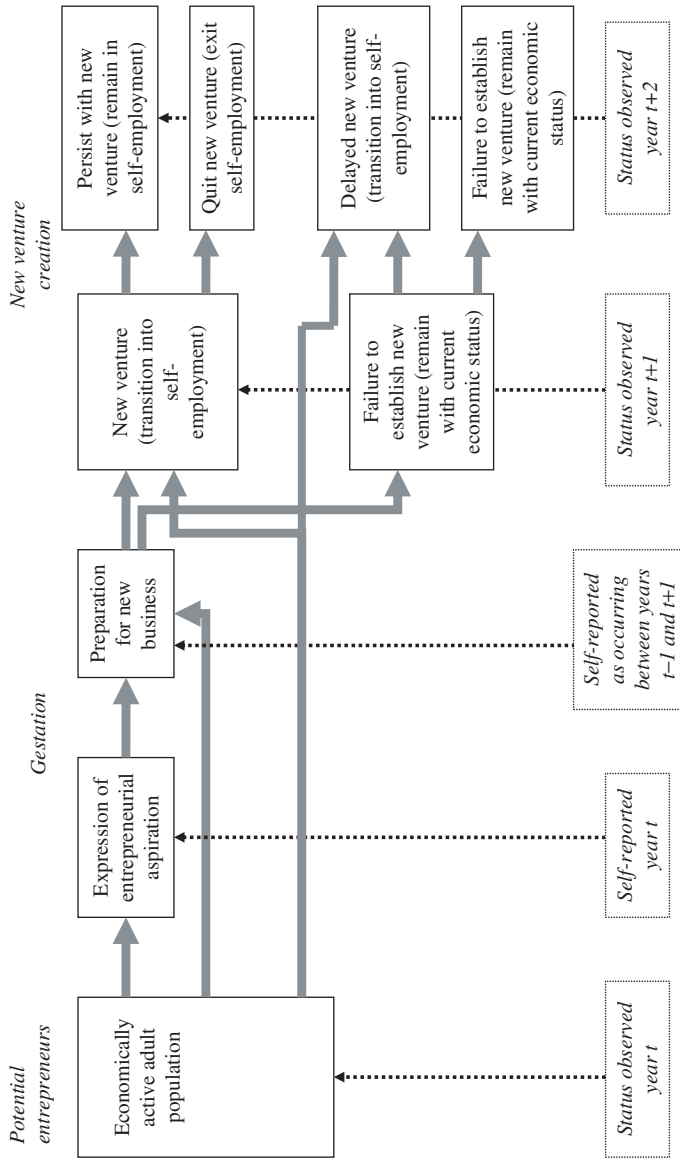 Potential
entrepreneurs
Gestation
New venture
creation
Economically
active adult
population
Expression of
entrepreneurial
aspiration
Preparation
for new
business
New venture
(transition into
self-
employment)
Failure to
establish new
venture (remain
with current
economic status)
Persist with new
venture (remain in
self-employment)
Quit new venture (exit
self-employment)
Delayed new venture
(transition into self-
employment)
Failure to establish
new venture (remain
with current economic
status)
Status observed
year t
Self-reported
year t
Self-reported
as occurring
between years
t–1 and t+1
Status observed
year t+1
Status observed
year t+2